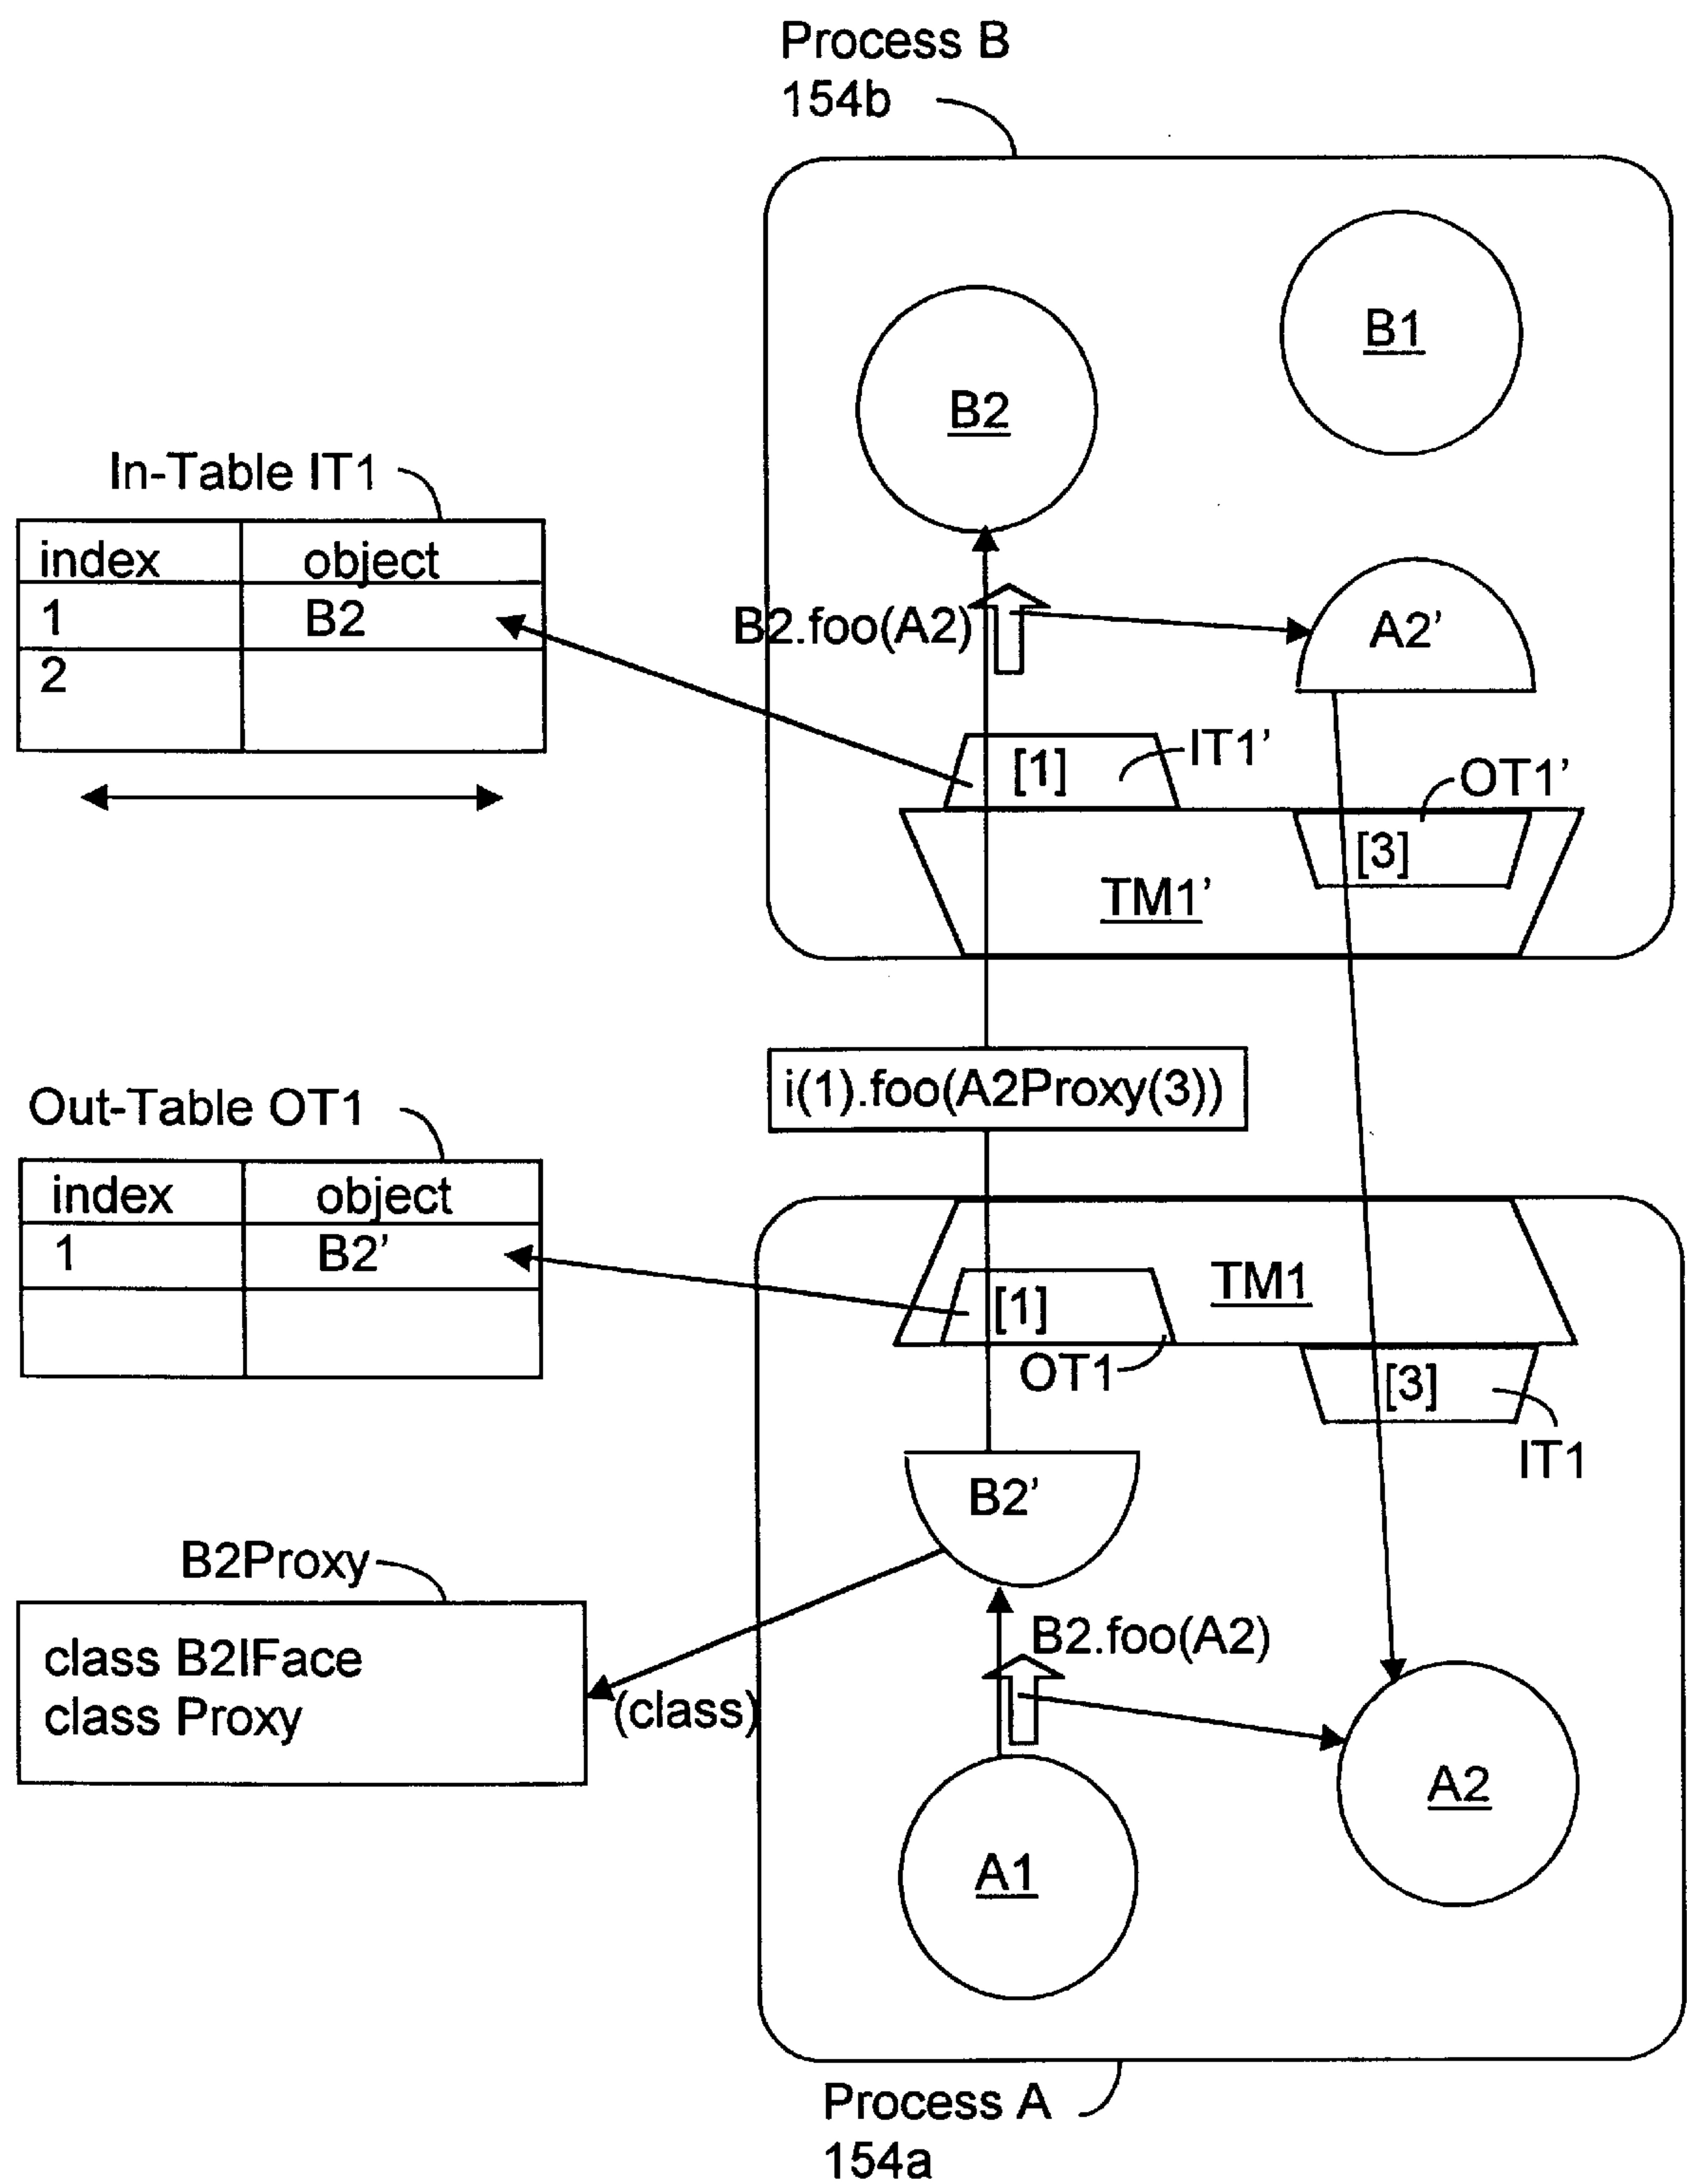 Process B
154b
B1
B2
In-Table IT1
index object
1 B2
2
B2.foo(A2)
A2’
[1] IT1’
OT1’
[3]
TM1’
i(1).foo(A2Proxy(3))
Out-Table OT1
index object
1 B2’
TM1
[1]
OT1
[3]
IT1
B2’
B2Proxy
class B2IFace
class Proxy
(class)
B2.foo(A2)
A2
A1
Process A
154a